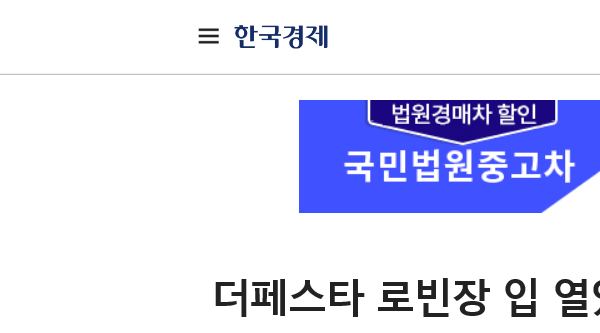 한국경제
법원경매차 할인
국민법원중고차
더페스타 로빈장 입